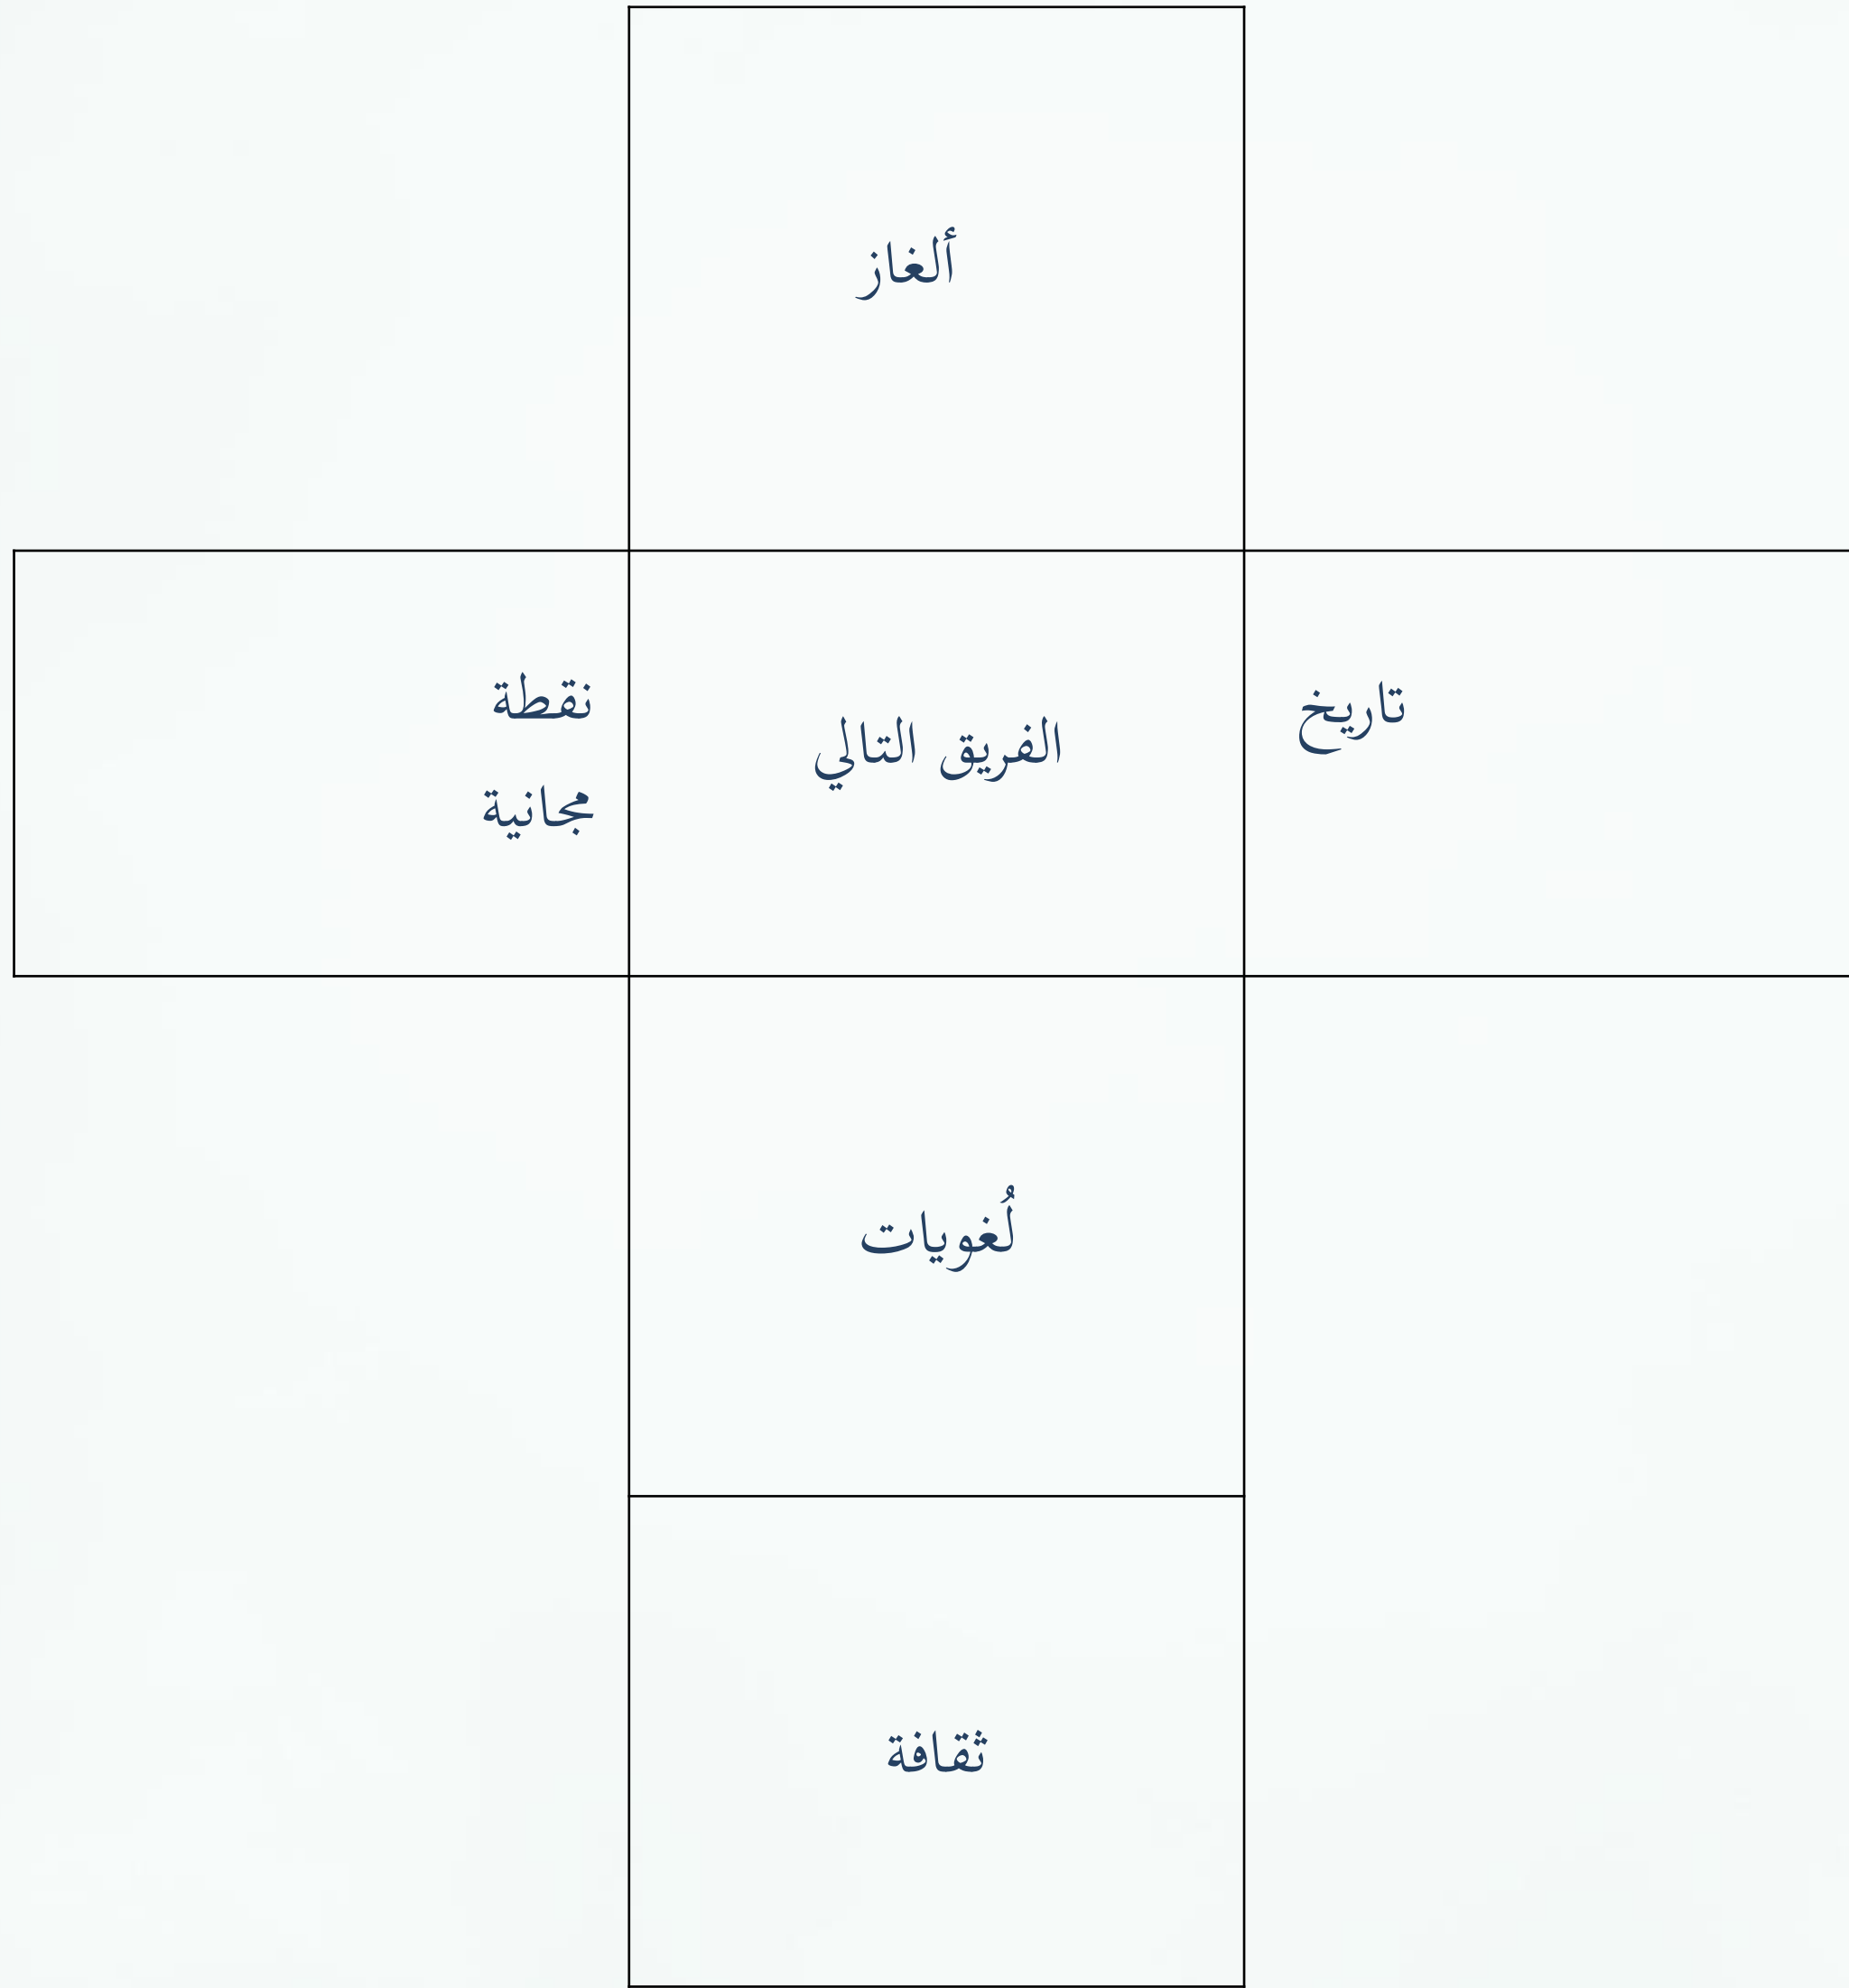 ألغاز
تاريخ
الفريق التالي
نقطة
مجانية
لُغويات
ثقافة